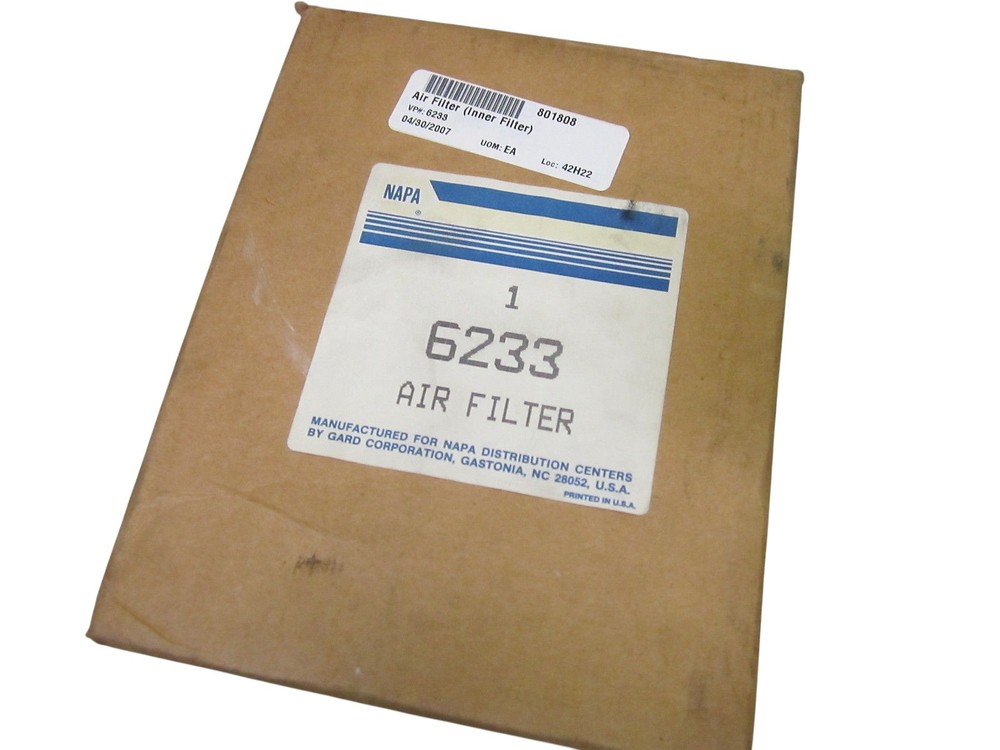 801808
Air Filter (Inner Filter)
VP#: 6233
04/30/2007
UOM: EA
Loc: 42H22
NAPA
®
1
6233
AIR FILTER
MANUFACTURED FOR NAPA DISTRIBUTION CENTERS
BY GARD CORPORATION, GASTONIA, NC 28052, U.S.A.
PRINTED IN U.S.A.